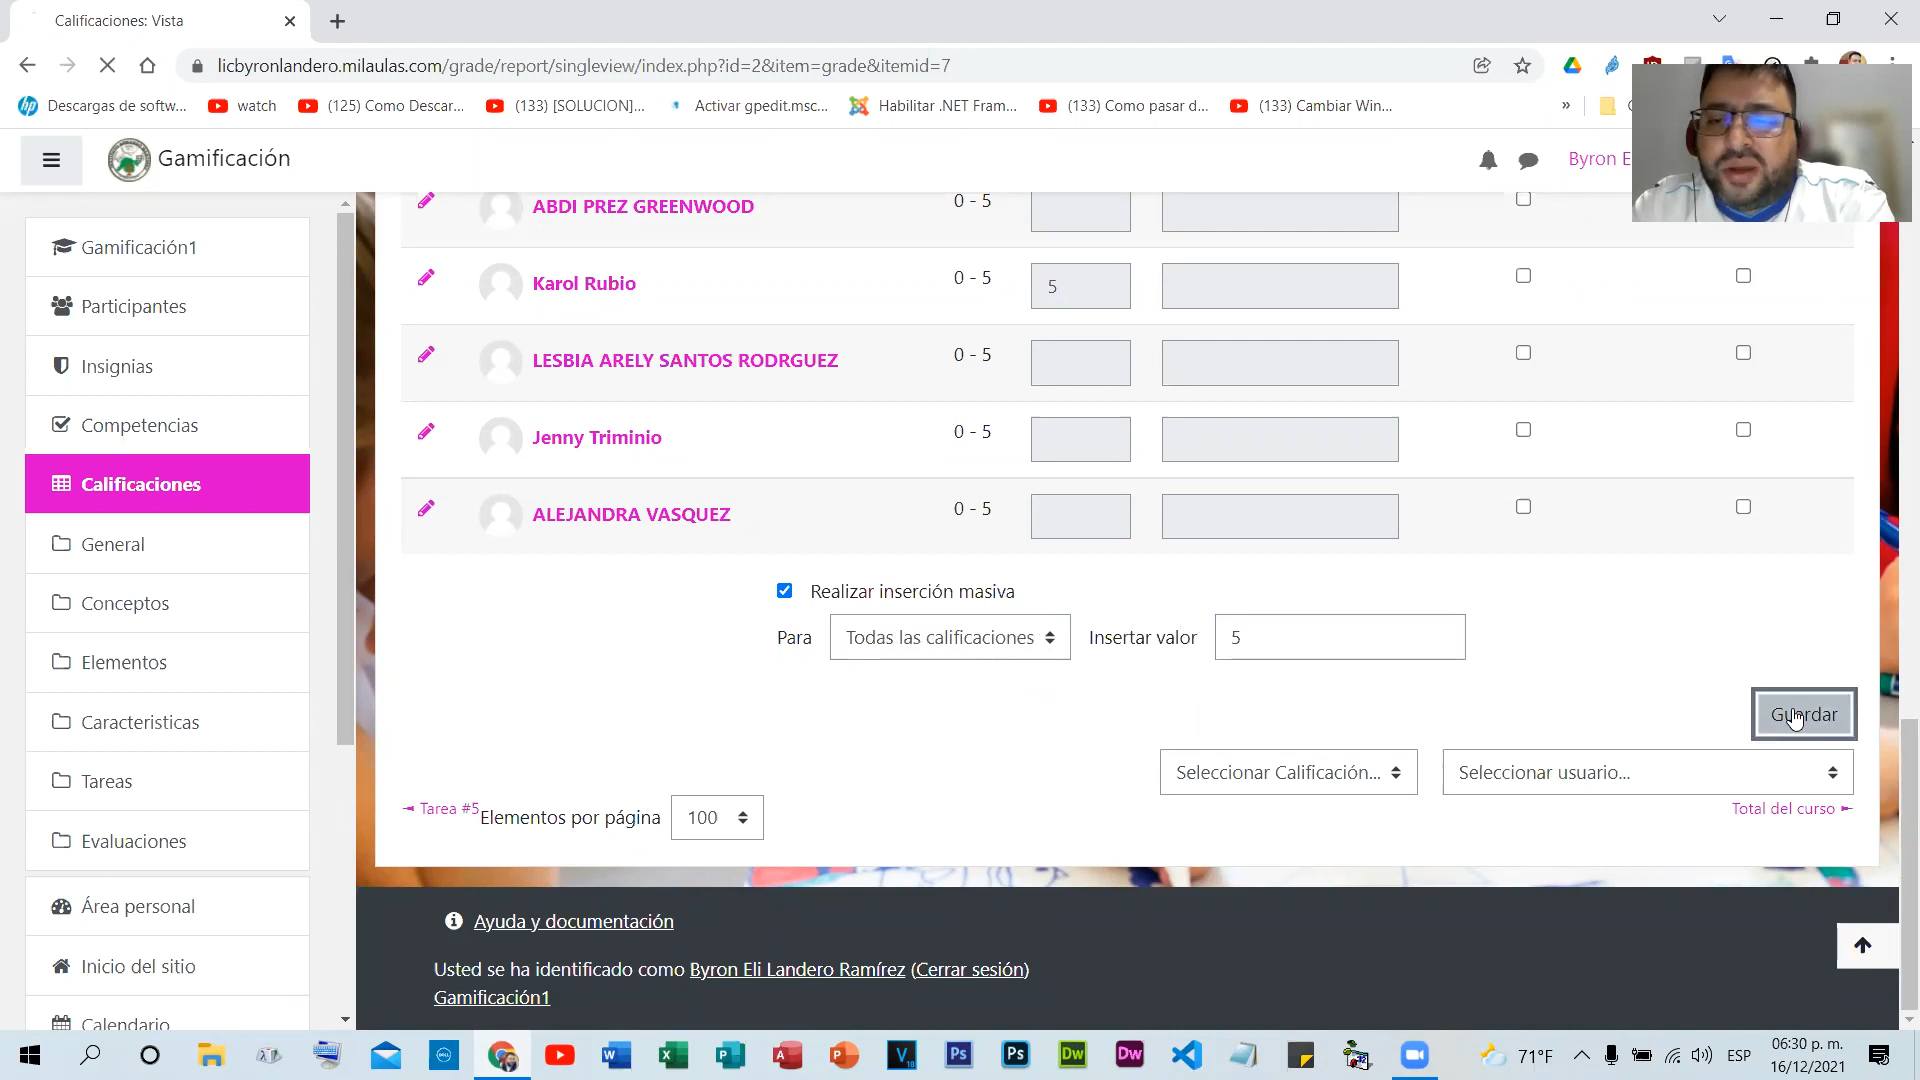 Calificaciones: Vista
licbyronlandero.milaulas.com/grade/report/singleview/index.php?id=2&item=grade&itemid=7
Descargas de softw... watch (125) Como Descar... (133) [SOLUCION]... Activar gpedit.msc... Habilitar .NET Fram... (133) Como pasar d... (133) Cambiar Win... »
Gamificación
Byron E
Gamificación1
Participantes
Insignias
Competencias
Calificaciones
General
Conceptos
Elementos
Caracteristicas
Tareas
Evaluaciones
Área personal
Inicio del sitio
Calendario
ABDI PREZ GREENWOOD 0 - 5
Karol Rubio 0 - 5 5
LESBIA ARELY SANTOS RODRGUEZ 0 - 5
Jenny Triminio 0 - 5
ALEJANDRA VASQUEZ 0 - 5
Realizar inserción masiva
Para Todas las calificaciones Insertar valor 5
Guardar
Seleccionar Calificación... Seleccionar usuario...
◄ Tarea #5 Elementos por página 100 Total del curso ►
Ayuda y documentación
Usted se ha identificado como Byron Eli Landero Ramírez (Cerrar sesión)
Gamificación1
71°F ESP 06:30 p. m.
16/12/2021